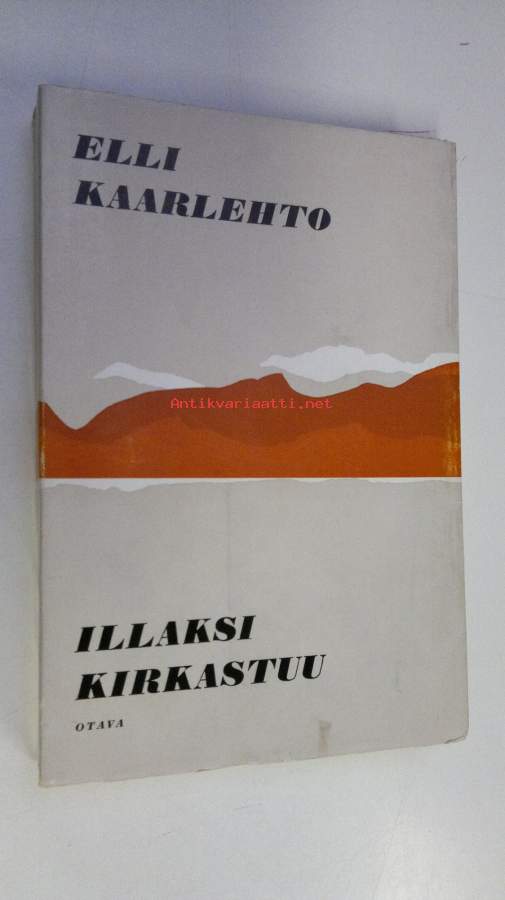 ELLI
KAARLEHTO
Antikvariaatti.net
ILLAKSI
KIRKASTUU
OTAVA